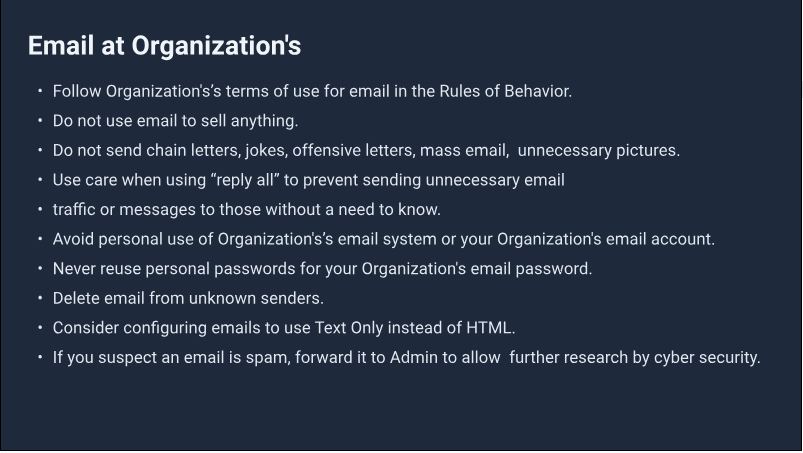 Email at Organization's
• Follow Organization's’s terms of use for email in the Rules of Behavior.
• Do not use email to sell anything.
• Do not send chain letters, jokes, offensive letters, mass email,  unnecessary pictures.
• Use care when using “reply all” to prevent sending unnecessary email
• traffic or messages to those without a need to know.
• Avoid personal use of Organization's’s email system or your Organization's email account.
• Never reuse personal passwords for your Organization's email password.
• Delete email from unknown senders.
• Consider configuring emails to use Text Only instead of HTML.
• If you suspect an email is spam, forward it to Admin to allow  further research by cyber security.